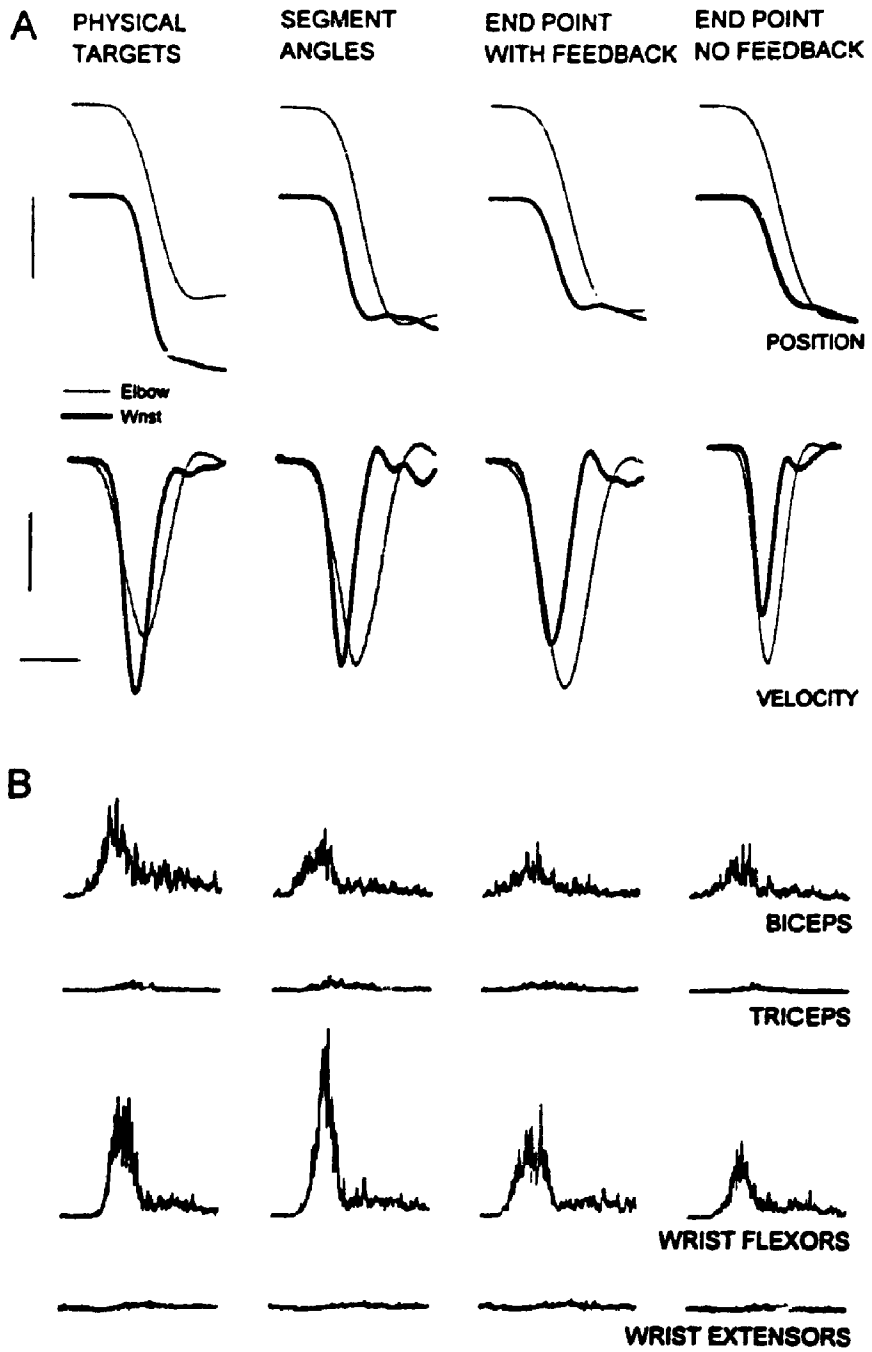 A
PHYSICAL TARGETS
SEGMENT ANGLES
END POINT WITH FEEDBACK
END POINT NO FEEDBACK
POSITION
Elbow
Wrist
VELOCITY
B
BICEPS
TRICEPS
WRIST FLEXORS
WRIST EXTENSORS